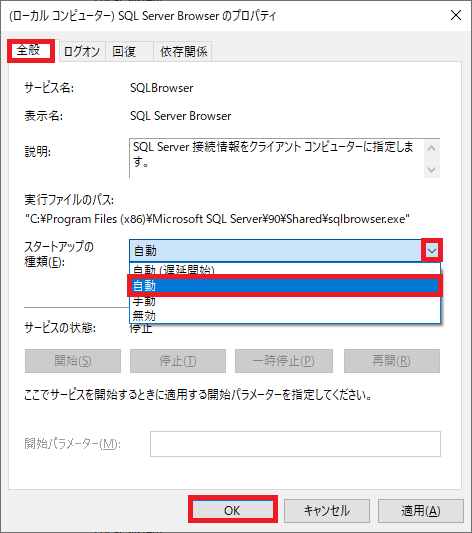 (ローカル コンピューター) SQL Server Browser のプロパティ
全般 ログオン 回復 依存関係
サービス名: SQLBrowser
表示名: SQL Server Browser
説明: SQL Server 接続情報をクライアント コンピューターに指定しま
す。
実行ファイルのパス:
"C:¥Program Files (x86)¥Microsoft SQL Server¥90¥Shared¥sqlbrowser.exe"
スタートアップの
種類(E): 自動
自動 (遅延開始)
自動
手動
無効
サービスの状態: 停止
開始(S) 停止(T) 一時停止(P) 再開(R)
ここでサービスを開始するときに適用する開始パラメーターを指定してください。
開始パラメーター(M):
OK キャンセル 適用(A)